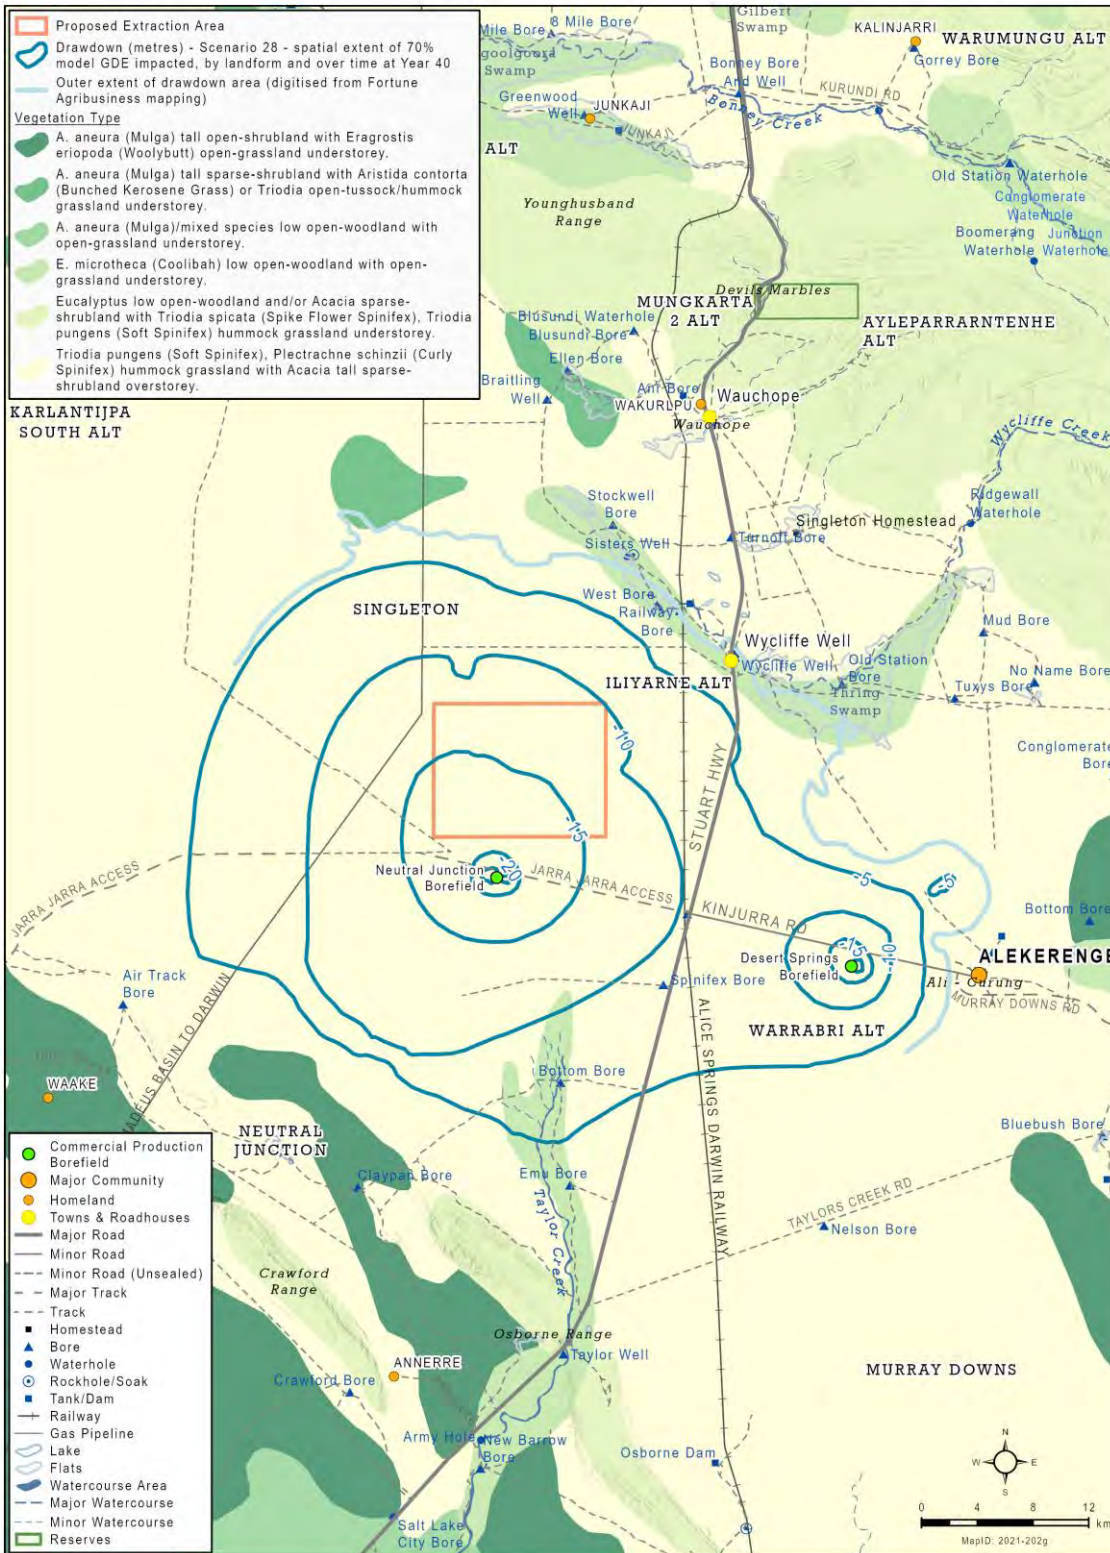 Proposed Extraction Area
Drawdown (metres) - Scenario 28 - spatial extent of 70%
model GDE impacted, by landform and over time at Year 40
Outer extent of drawdown area (digitised from Fortune
Agribusiness mapping)
Vegetation Type
A. aneura (Mulga) tall open-shrubland with Eragrostis
eriopoda (Woolybutt) open-grassland understorey.
A. aneura (Mulga) tall sparse-shrubland with Aristida contorta
(Bunched Kerosene Grass) or Triodia open-tussock/hummock
grassland understorey.
A. aneura (Mulga)/mixed species low open-woodland with
open-grassland understorey.
E. microtheca (Coolibah) low open-woodland with open-
grassland understorey.
Eucalyptus low open-woodland and/or Acacia sparse-
shrubland with Triodia spicata (Spike Flower Spinifex), Triodia
pungens (Soft Spinifex) hummock grassland understorey.
Triodia pungens (Soft Spinifex), Plectrachne schinzii (Curly
Spinifex) hummock grassland with Acacia tall sparse-
shrubland overstorey.
Mile Bore
8 Mile Bore
Gilbert
Swamp
KALINJARRI
WARUMUNGU ALT
Gorrey Bore
Swamp
Bonney Bore
And Well
KURUNDI RD
Greenwood
Well
JUNKAJI
JUNKAJI
Bonney Creek
ALT
Old Station Waterhole
Conglomerate
Waterhole
Boomerang
Waterhole
Junction
Waterhole
Younghusband
Range
Devils Marbles
MUNGKARTA
2 ALT
AYLEPARRARNTENHE
ALT
Blusundi Waterhole
Blusundi Bore
Ellen Bore
Braitling
Well
Ani Bore
WAKURLPU
Wauchope
Wauchope
KARLANTIJPA
SOUTH ALT
Wycliffe Creek
Stockwell
Bore
Ridgewall
Waterhole
Singleton Homestead
Sisters Well
Turnoff Bore
SINGLETON
West Bore
Railway
Bore
Mud Bore
Wycliffe Well
Wycliffe Well
Old Station
Bore
No Name Bore
ILIYARNE ALT
Thring
Swamp
Tuxys Bore
-10
Conglomerate
Bore
STUART HWY
-15
Neutral Junction
Borefield
-20
JARRA JARRA ACCESS
-5
-5
JARRA JARRA ACCESS
KINJURRA RD
Bottom Bore
-15
-10
Desert Springs
Borefield
ALEKERENGE
Ali - Curung
Air Track
Bore
Spinifex Bore
MURRAY DOWNS RD
WARRABRI ALT
AMADEUS BASIN TO DARWIN
ALICE SPRINGS DARWIN RAILWAY
WAAKE
Bottom Bore
Bluebush Bore
NEUTRAL
JUNCTION
Claypan Bore
Emu Bore
Taylor Creek
TAYLORS CREEK RD
Nelson Bore
Crawford
Range
Osborne Range
Taylor Well
ANNERRE
Crawford Bore
MURRAY DOWNS
Army Hole
New Barrow
Bore
Osborne Dam
Salt Lake
City Bore
Commercial Production
Borefield
Major Community
Homeland
Towns & Roadhouses
Major Road
Minor Road
Minor Road (Unsealed)
Major Track
Track
Homestead
Bore
Waterhole
Rockhole/Soak
Tank/Dam
Railway
Gas Pipeline
Lake
Flats
Watercourse Area
Major Watercourse
Minor Watercourse
Reserves
N
W E
S
0 4 8 12
km
MapID: 2021-202g